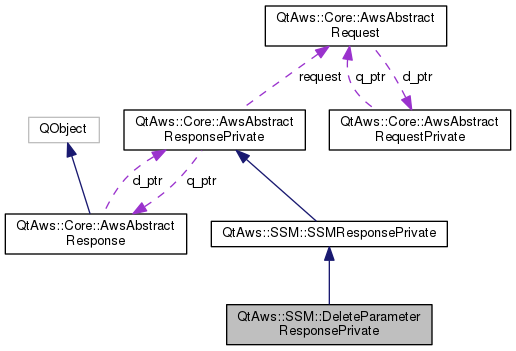 QtAws::Core::AwsAbstract
Request
request
q_ptr
d_ptr
QtAws::Core::AwsAbstract
ResponsePrivate
QtAws::Core::AwsAbstract
RequestPrivate
QObject
d_ptr
q_ptr
QtAws::Core::AwsAbstract
Response
QtAws::SSM::SSMResponsePrivate
QtAws::SSM::DeleteParameter
ResponsePrivate